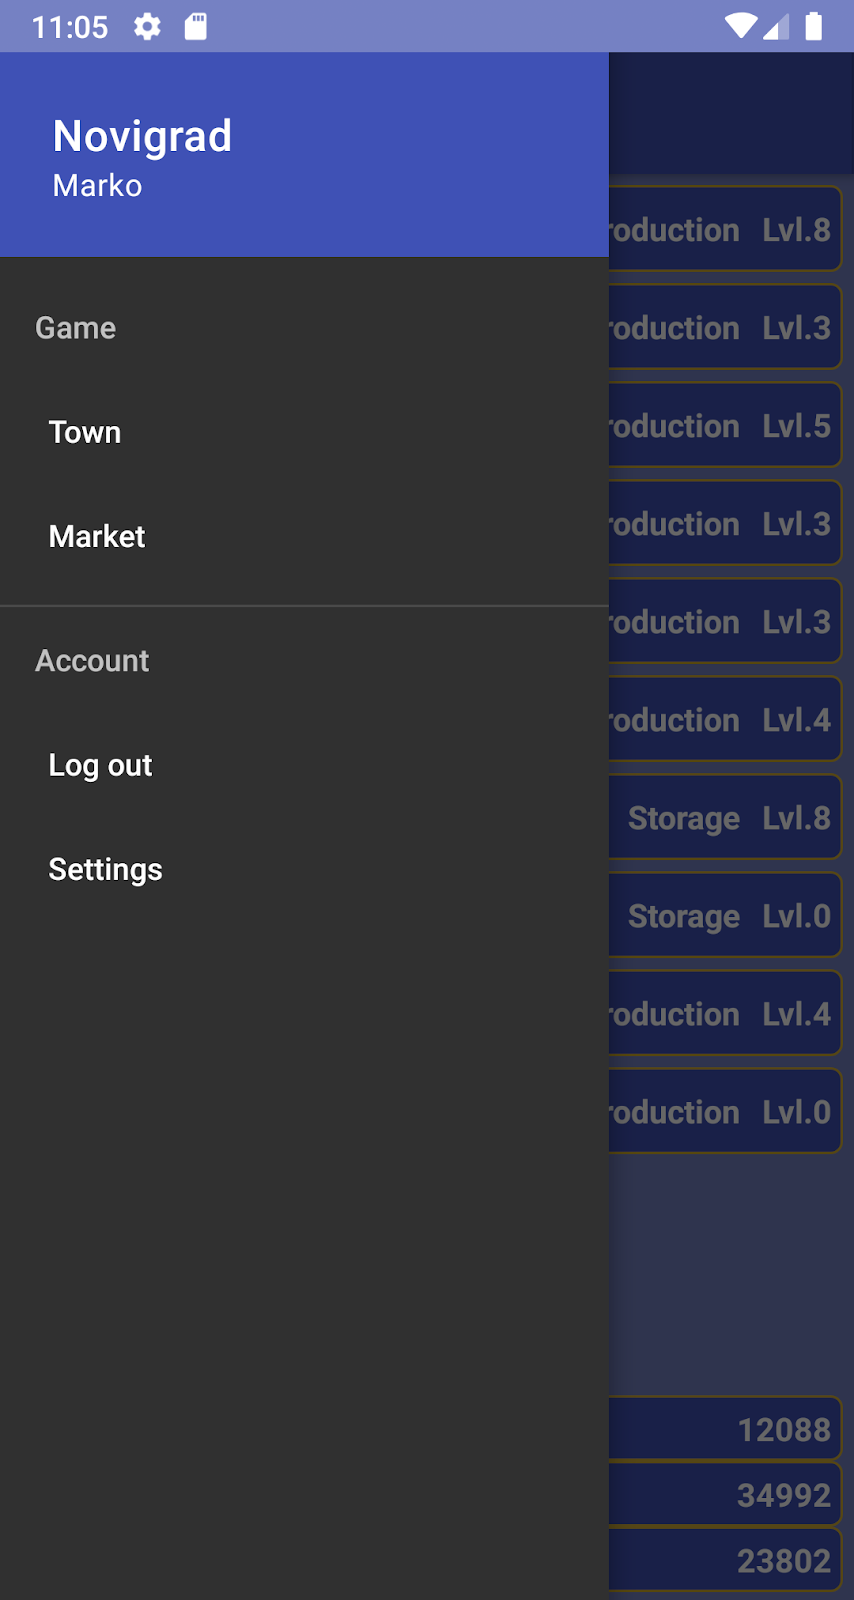 11:05
Novigrad
Marko
Game
Town
Market
Account
Log out
Settings
roduction Lvl.8
roduction Lvl.3
roduction Lvl.5
roduction Lvl.3
roduction Lvl.3
roduction Lvl.4
Storage Lvl.8
Storage Lvl.0
roduction Lvl.4
roduction Lvl.0
12088
34992
23802